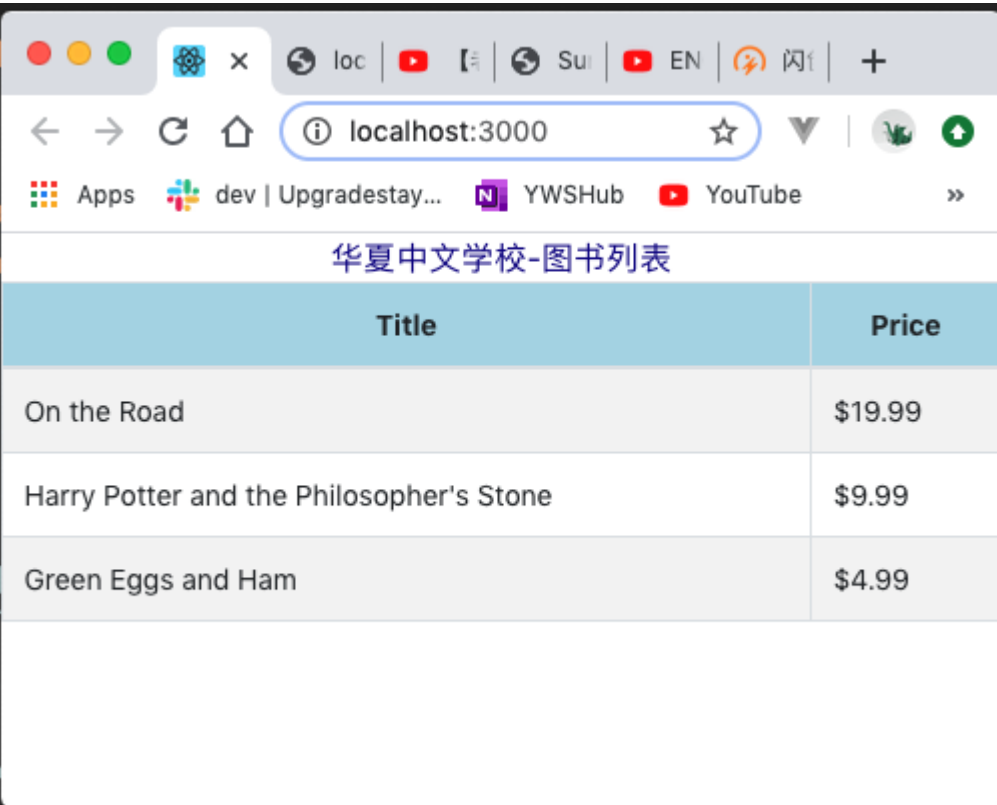 loc Su EN
localhost:3000
Apps dev | Upgradestay... YWSHub YouTube »
华夏中文学校-图书列表
Title Price
On the Road $19.99
Harry Potter and the Philosopher's Stone $9.99
Green Eggs and Ham $4.99